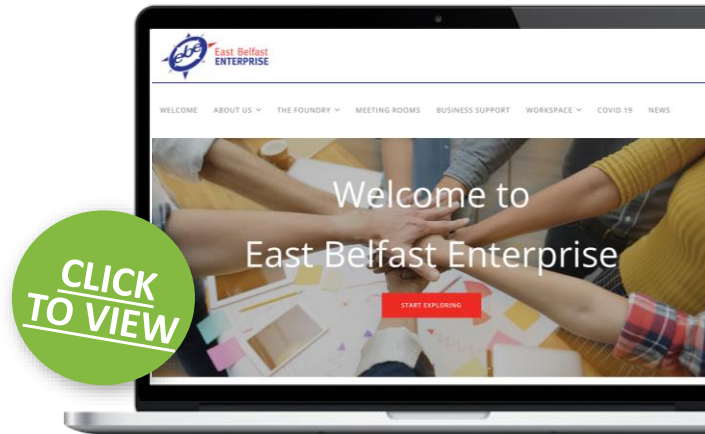 ebe East Belfast
ENTERPRISE
WELCOME ABOUT US THE FOUNDRY MEETING ROOMS BUSINESS SUPPORT WORKSPACE COVID 19 NEWS
Welcome to
East Belfast Enterprise
START EXPLORING
CLICK
TO VIEW